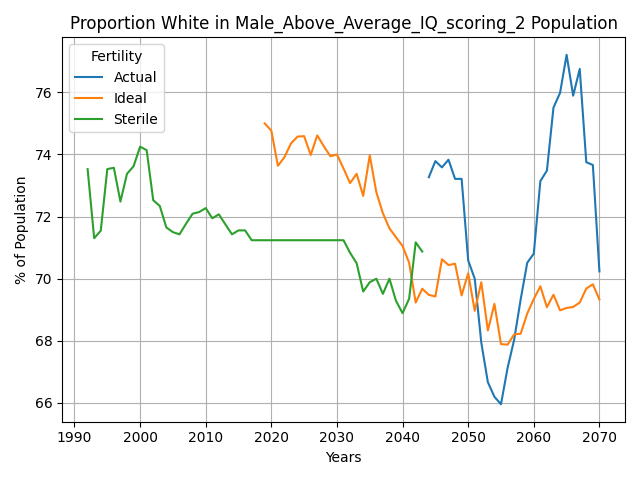 Proportion White in Male_Above_Average_IQ_scoring_2 Population
Fertility
Actual
Ideal
Sterile
% of Population
76
74
72
70
68
66
1990 2000 2010 2020 2030 2040 2050 2060 2070
Years